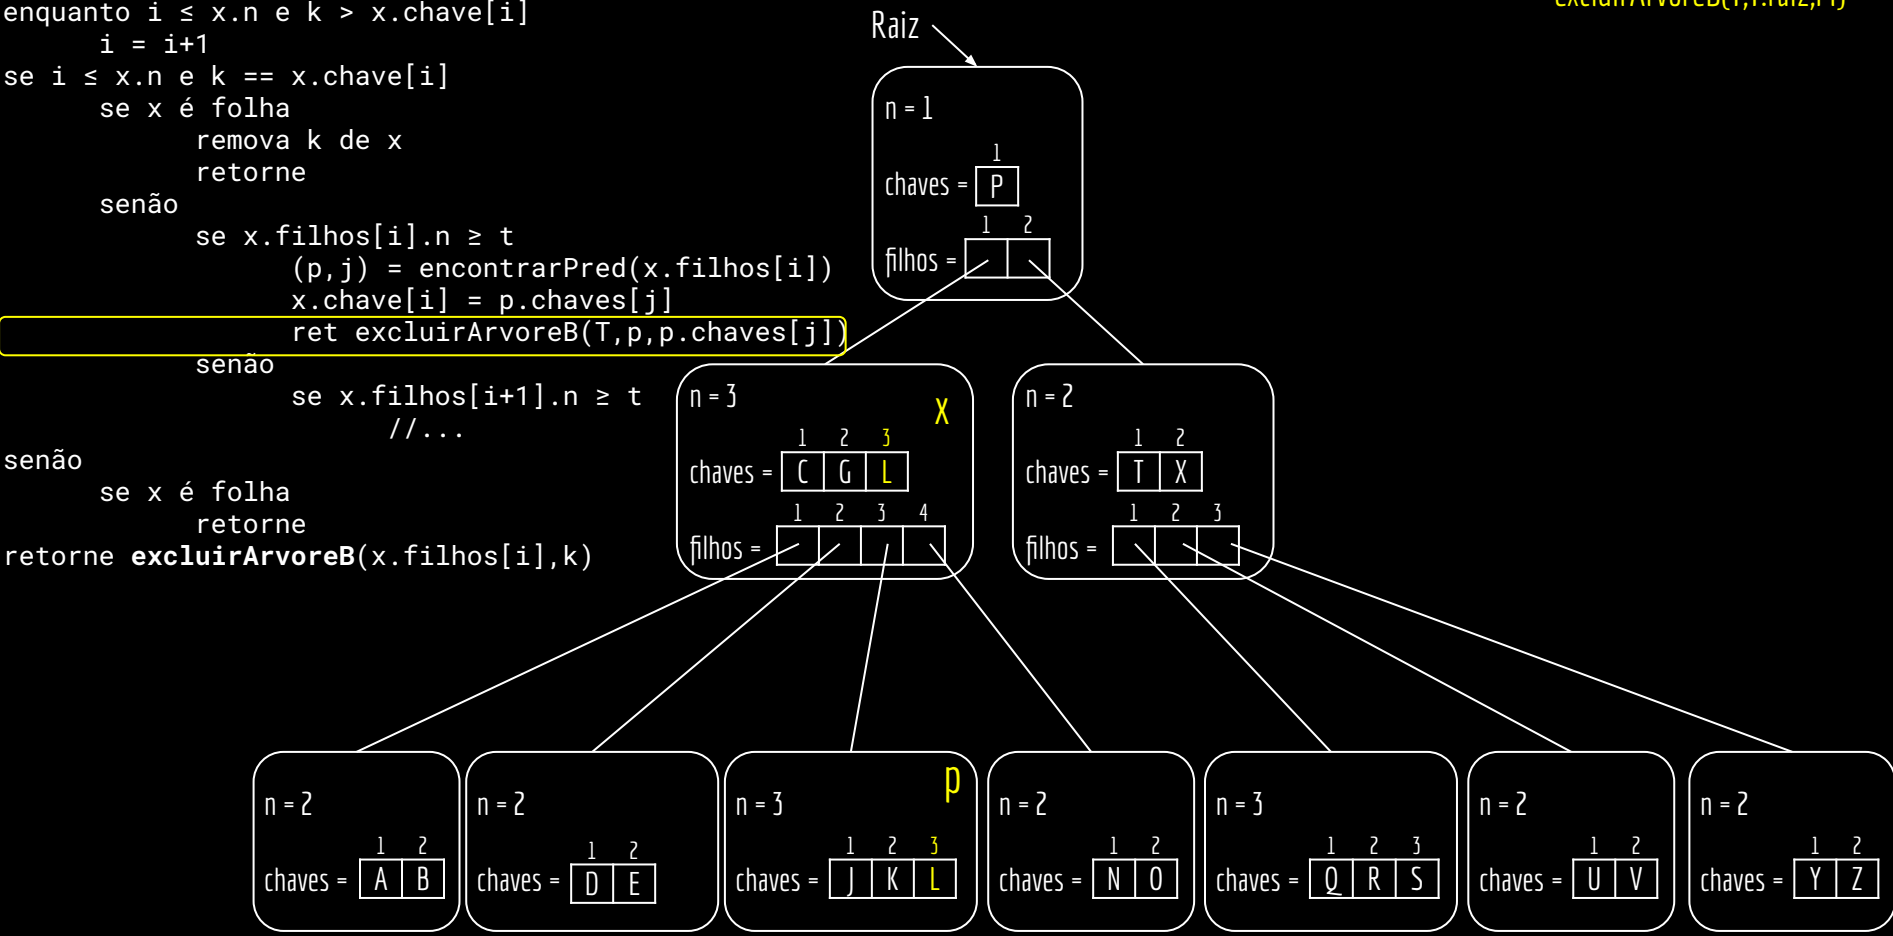 enquanto i ≤ x.n e k > x.chave[i]
i = i+1
se i ≤ x.n e k == x.chave[i]
se x é folha
remova k de x
retorne
senão
se x.filhos[i].n ≥ t
(p,j) = encontrarPred(x.filhos[i])
x.chave[i] = p.chaves[j]
ret excluirArvoreB(T,p,p.chaves[j])
senão
se x.filhos[i+1].n ≥ t
//...
senão
se x é folha
retorne
retorne excluirArvoreB(x.filhos[i],k)
Raiz
n = 1
1
chaves = P
1 2
filhos =
n = 3
X
1 2 3
chaves = C G L
1 2 3 4
filhos =
n = 2
1 2
chaves = T X
1 2 3
filhos =
n = 2
1 2
chaves = A B
n = 2
1 2
chaves = D E
p
n = 3
1 2 3
chaves = J K L
n = 2
1 2
chaves = N O
n = 3
1 2 3
chaves = Q R S
n = 2
1 2
chaves = U V
n = 2
1 2
chaves = Y Z